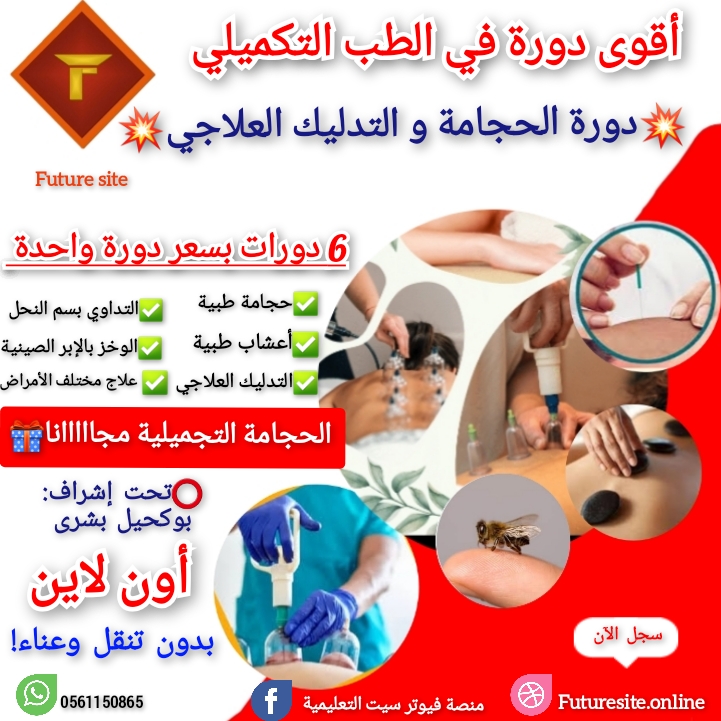 أقوى دورة في الطب التكميلي
دورة الحجامة و التدليك العلاجي
Future site
6 دورات بسعر دورة واحدة
حجامة طبية
أعشاب طبية
التدليك العلاجي
التداوي بسم النحل
الوخز بالإبر الصينية
علاج مختلف الأمراض
الحجامة التجميلية مجااااانا
تحت إشراف:
بوكحيل بشرى
أون لاين
بدون تنقل وعناء!
سجل الآن
0561150865
منصة فيوتر سيت التعليمية
Futuresite.online